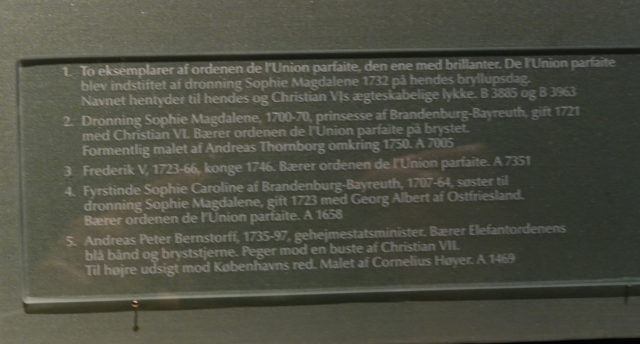 1. To eksemplarer af ordenen de l'Union parfaite, den ene med brillanter. De l'Union parfaite
blev indstiftet af dronning Sophie Magdalene 1732 på hendes bryllupsdag.
Navnet hentyder til hendes og Christian VIs ægteskabelige lykke. B 3885 og B 3963
2. Dronning Sophie Magdalene, 1700-70, prinsesse af Brandenburg-Bayreuth, gift 1721
med Christian VI. Bærer ordenen de l'Union parfaite på brystet.
Formentlig malet af Andreas Thornborg omkring 1750. A 7005
3 Frederik V, 1723-66, konge 1746. Bærer ordenen de l'Union parfaite. A 7351
4. Fyrstinde Sophie Caroline af Brandenburg-Bayreuth, 1707-64, søster til
dronning Sophie Magdalene, gift 1723 med Georg Albert af Ostfriesland.
Bærer ordenen de l'Union parfaite. A 1658
5. Andreas Peter Bernstorff, 1735-97, gehejmestatsminister. Bærer Elefantordenens
blå bånd og bryststjerne. Peger mod en buste af Christian VII.
Til højre udsigt mod Københavns red. Malet af Cornelius Høyer. A 1469